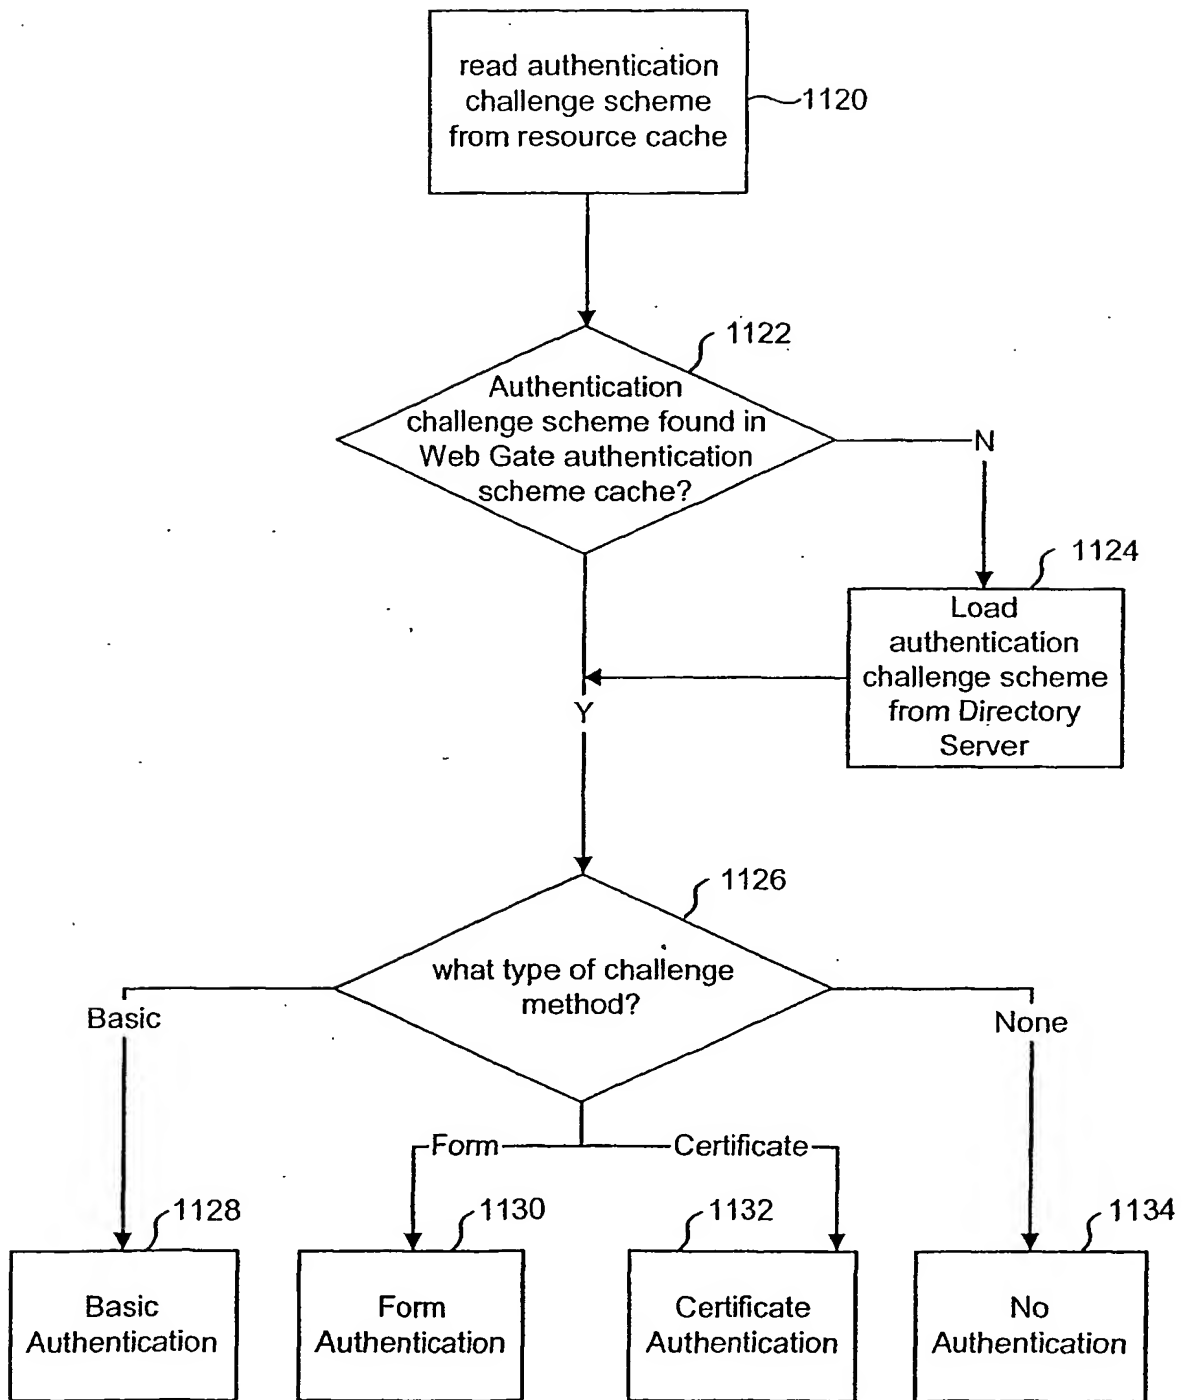 read authentication
challenge scheme
from resource cache
1120
1122
Authentication
challenge scheme found in
Web Gate authentication
scheme cache?
N
1124
Load
authentication
challenge scheme
from Directory
Server
Y
1126
what type of challenge
method?
Basic
None
Form
Certificate
1128
1130
1132
1134
Basic
Authentication
Form
Authentication
Certificate
Authentication
No
Authentication